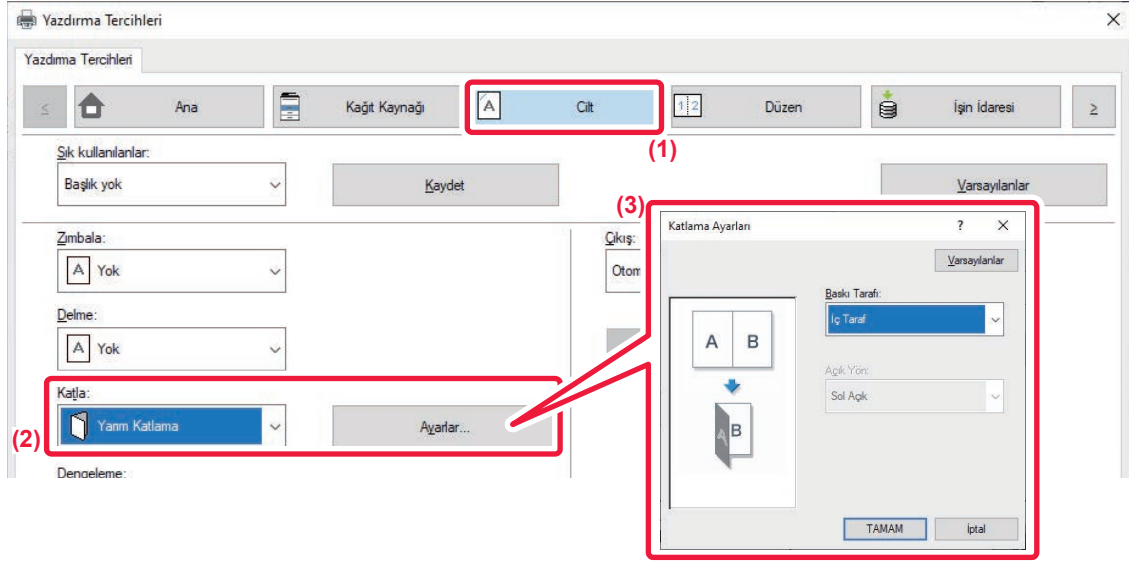 Yazdırma Tercihleri
Yazdırma Tercihleri
< Ana Kağıt Kaynağı A Cilt 1 2 Düzen İşin İdaresi >
(1)
Sık kullanılanlar:
Başlık yok Kaydet Varsayılanlar
(3)
Katlama Ayarları ? X
Varsayılanlar
Zımbala: Çıkış:
A Yok Otom
Baskı Tarafı:
İç Taraf
Delme:
A Yok
A B
Açık Yön:
Sol Açık
Katla:
(2) Yarım Katlama Ayarlar...
A B
Dengeleme:
TAMAM İptal